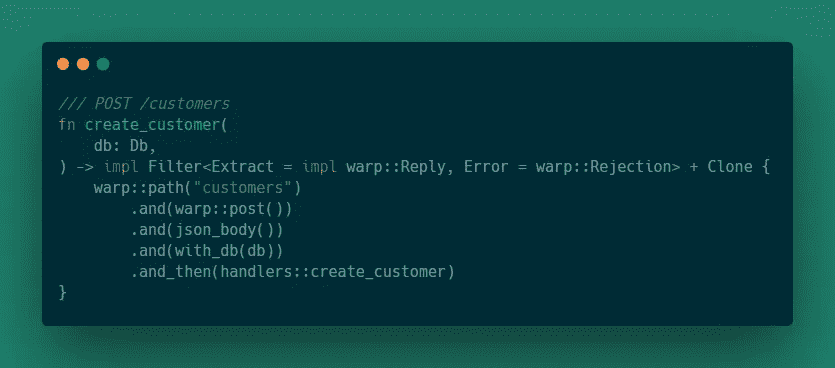 /// POST /customers
fn create_customer(
    db: Db,
) -> impl Filter<Extract = impl warp::Reply, Error = warp::Rejection> + Clone {
    warp::path("customers")
        .and(warp::post())
        .and(json_body())
        .and(with_db(db))
        .and_then(handlers::create_customer)
}